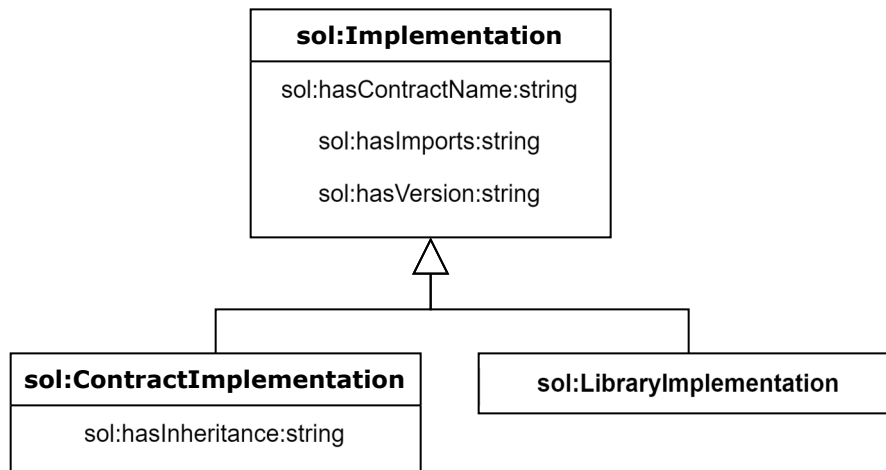 sol:Implementation
sol:hasContractName:string
sol:hasImports:string
sol:hasVersion:string
sol:ContractImplementation
sol:LibraryImplementation
sol:hasInheritance:string